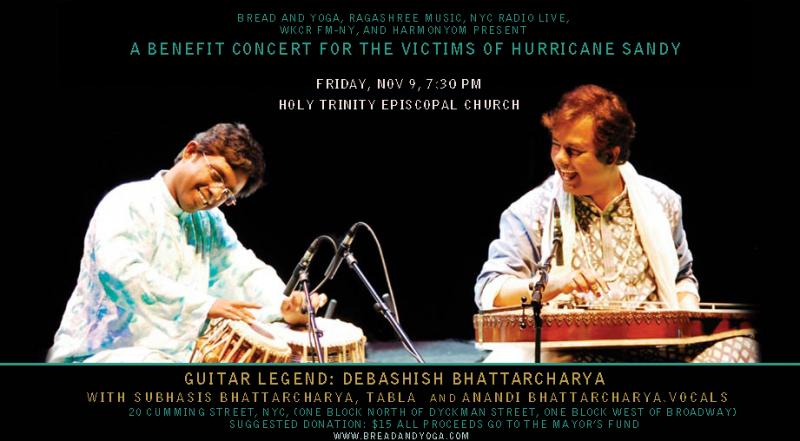 BREAD AND YOGA, RAGASHREE MUSIC, NYC RADIO LIVE,
WKCR FM-NY, AND HARMONYOM PRESENT
A BENEFIT CONCERT FOR THE VICTIMS OF HURRICANE SANDY
FRIDAY, NOV 9, 7:30 PM
HOLY TRINITY EPISCOPAL CHURCH
GUITAR LEGEND: DEBASHISH BHATTARCHARYA
WITH SUBHASIS BHATTARCHARYA, TABLA AND ANANDI BHATTARCHARYA.VOCALS
20 CUMMING STREET, NYC, (ONE BLOCK NORTH OF DYCKMAN STREET, ONE BLOCK WEST OF BROADWAY)
SUGGESTED DONATION: $15 ALL PROCEEDS GO TO THE MAYOR'S FUND
WWW.BREADANDYOGA.COM